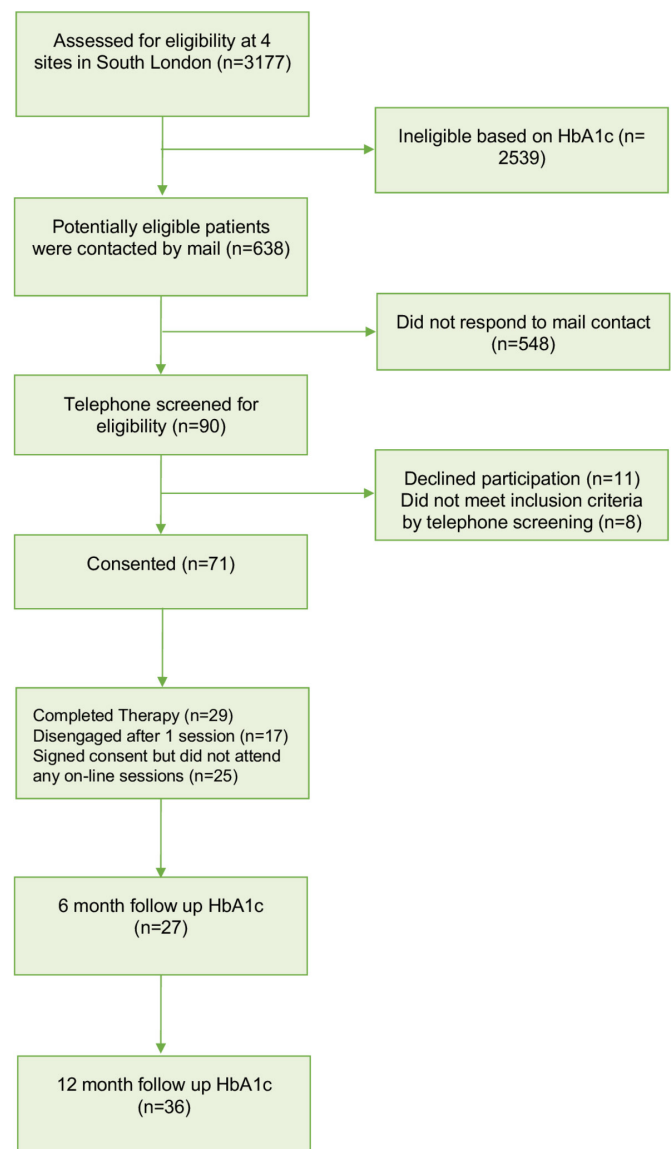 Assessed for eligibility at 4
sites in South London (n=3177)
Ineligible based on HbA1c (n=
2539)
Potentially eligible patients
were contacted by mail (n=638)
Did not respond to mail contact
(n=548)
Telephone screened for
eligibility (n=90)
Declined participation (n=11)
Did not meet inclusion criteria
by telephone screening (n=8)
Consented (n=71)
Completed Therapy (n=29)
Disengaged after 1 session (n=17)
Signed consent but did not attend
any on-line sessions (n=25)
6 month follow up HbA1c
(n=27)
12 month follow up HbA1c
(n=36)